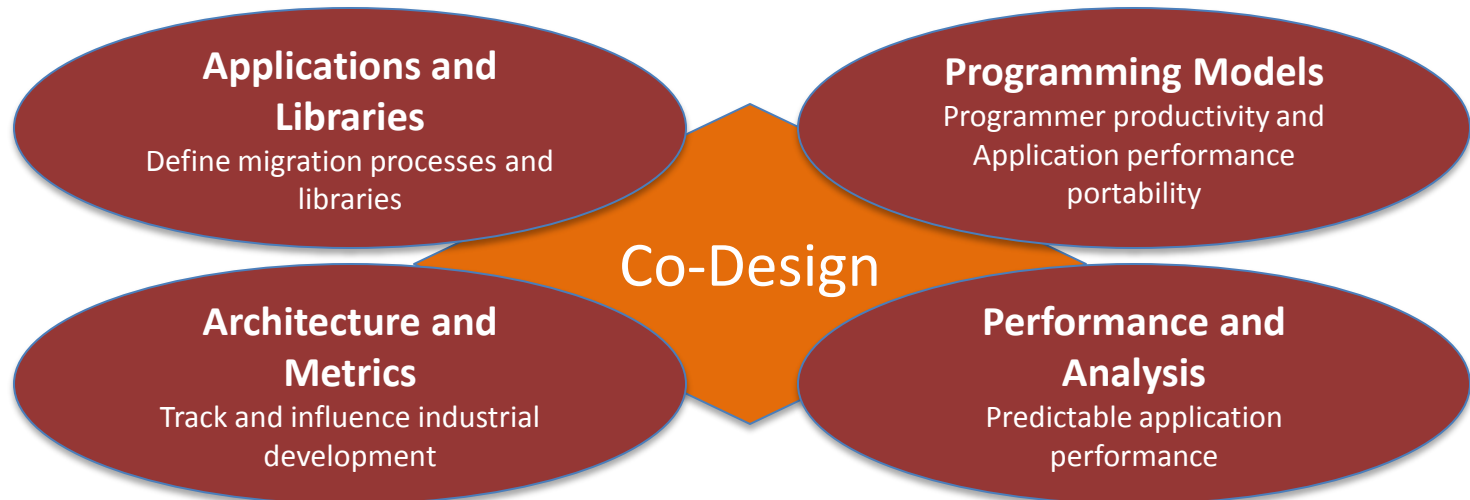 Applications and
Libraries
Define migration processes and
libraries
Programming Models
Programmer productivity and
Application performance
portability
Co-Design
Architecture and
Metrics
Track and influence industrial
development
Performance and
Analysis
Predictable application
performance